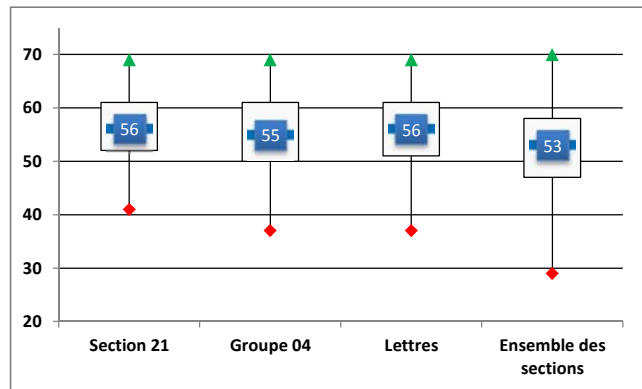 70
60
50
40
30
20
56
55
56
53
Section 21
Groupe 04
Lettres
Ensemble des
sections